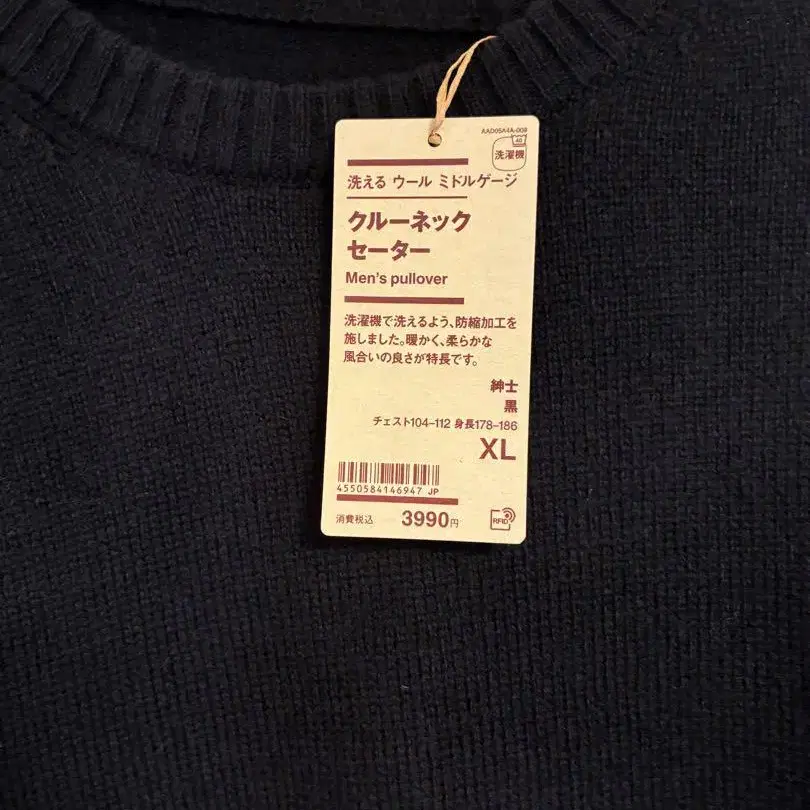 AAD05A4A-009
40
洗濯機
洗える ウール ミドルゲージ
クルーネック
セーター
Men's pullover
洗濯機で洗えるよう、防縮加工を
施しました。暖かく、柔らかな
風合いの良さが特長です。
紳士
黒
チェスト104-112 身長178-186
XL
4550584146947 JP
消費税込 3990円
RFID